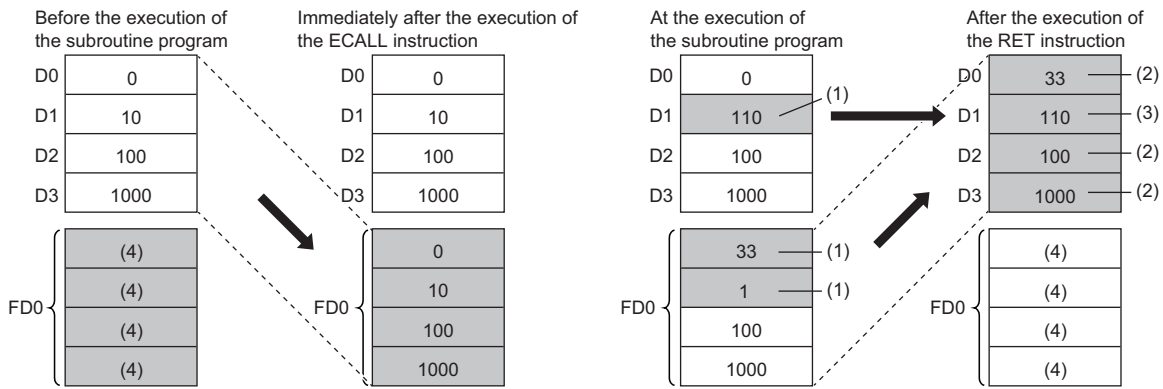 Before the execution of
the subroutine program
Immediately after the execution of
the ECALL instruction
At the execution of
the subroutine program
After the execution of
the RET instruction
D0 0
D1 10
D2 100
D3 1000
FD0
(4)
(4)
(4)
(4)
D0 0
D1 10
D2 100
D3 1000
FD0
0
10
100
1000
D0 0
D1 110 (1)
D2 100
D3 1000
FD0
33 (1)
1 (1)
100
1000
D0 33 (2)
D1 110 (3)
D2 100 (2)
D3 1000 (2)
FD0
(4)
(4)
(4)
(4)